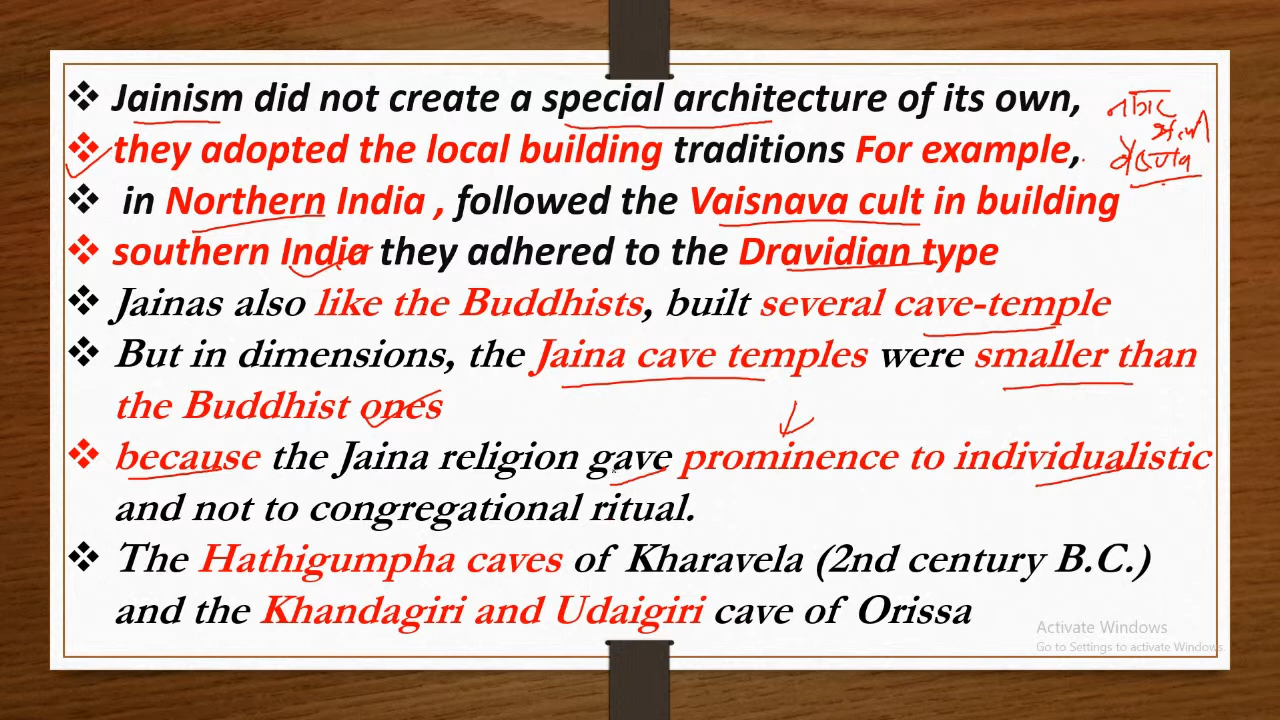 ❖ Jainism did not create a special architecture of its own,
❖ they adopted the local building traditions For example,
❖ in Northern India , followed the Vaisnava cult in building
❖ southern India they adhered to the Dravidian type
❖ Jainas also like the Buddhists, built several cave-temple
❖ But in dimensions, the Jaina cave temples were smaller than
the Buddhist ones
❖ because the Jaina religion gave prominence to individualistic
and not to congregational ritual.
❖ The Hathigumpha caves of Kharavela (2nd century B.C.)
and the Khandagiri and Udaigiri cave of Orissa
Activate Windows
Go to Settings to activate Windows.